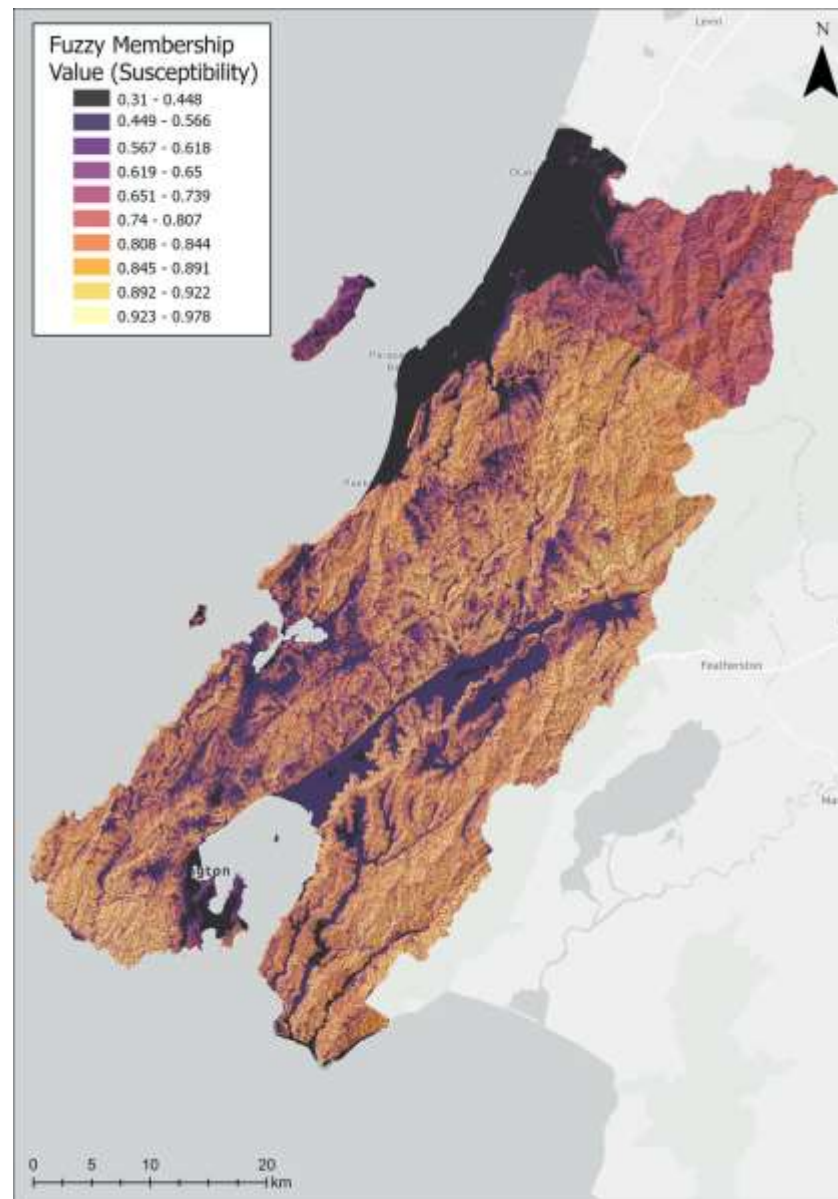 Fuzzy Membership
Value (Susceptibility)
0.31 - 0.448
0.449 - 0.566
0.567 - 0.618
0.619 - 0.65
0.651 - 0.739
0.74 - 0.807
0.808 - 0.844
0.845 - 0.891
0.892 - 0.922
0.923 - 0.978
N
Levin
Featherston
ngton
0 5 10 20
km